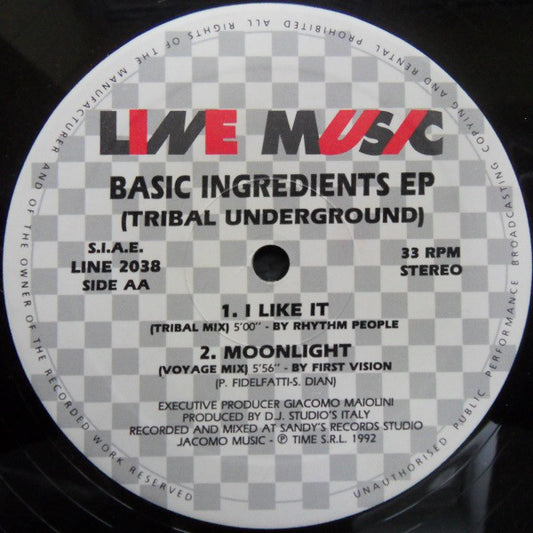 LINE MUSIC
BASIC INGREDIENTS EP
(TRIBAL UNDERGROUND)
S.I.A.E.
LINE 2038
SIDE AA
33 RPM
STEREO
1. I LIKE IT
(TRIBAL MIX) 5'00" - BY RHYTHM PEOPLE
2. MOONLIGHT
(VOYAGE MIX) 5'56" - BY FIRST VISION
(P. FIDELFATTI-S. DIAN)
EXECUTIVE PRODUCER GIACOMO MAIOLINI
PRODUCED BY D.J. STUDIO'S ITALY
RECORDED AND MIXED AT SANDY'S RECORDS STUDIO
JACOMO MUSIC - ℗ TIME S.R.L. 1992
ALL RIGHTS OF THE MANUFACTURER AND OF THE OWNER OF THE RECORDED WORK RESERVED
UNAUTHORISED PUBLIC PERFORMANCE BROADCASTING COPYING AND RENTAL PROHIBITED